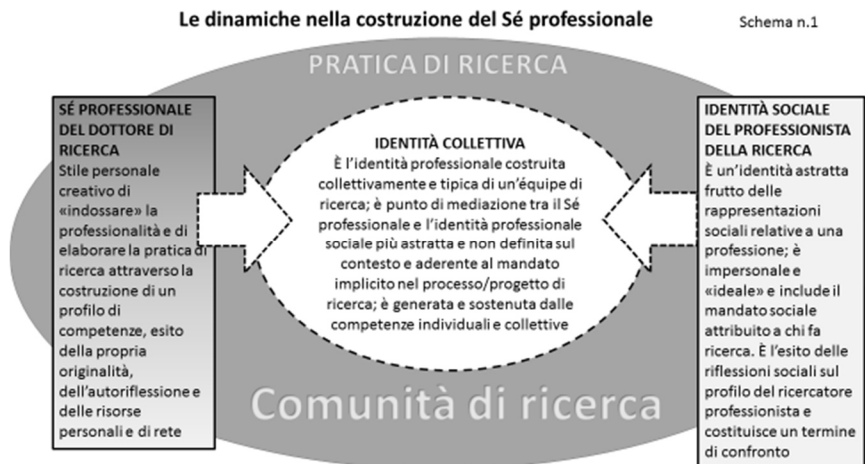 Le dinamiche nella costruzione del Sé professionale
Schema n.1
PRATICA DI RICERCA
SÉ PROFESSIONALE
DEL DOTTORE DI
RICERCA
Stile personale
creativo di
«indossare» la
professionalità e di
elaborare la pratica di
ricerca attraverso la
costruzione di un
profilo di
competenze, esito
della propria
originalità,
dell’autoriflessione e
delle risorse
personali e di rete
IDENTITÀ COLLETTIVA
È l’identità professionale costruita
collettivamente e tipica di un’équipe di
ricerca; è punto di mediazione tra il Sé
professionale e l’identità professionale
sociale più astratta e non definita sul
contesto e aderente al mandato
implicito nel processo/progetto di
ricerca; è generata e sostenuta dalle
competenze individuali e collettive
IDENTITÀ SOCIALE
DEL PROFESSIONISTA
DELLA RICERCA
È un’identità astratta
frutto delle
rappresentazioni
sociali relative a una
professione; è
impersonale e
«ideale» e include il
mandato sociale
attribuito a chi fa
ricerca. È l’esito delle
riflessioni sociali sul
profilo del ricercatore
professionista e
costituisce un termine
di confronto
Comunità di ricerca